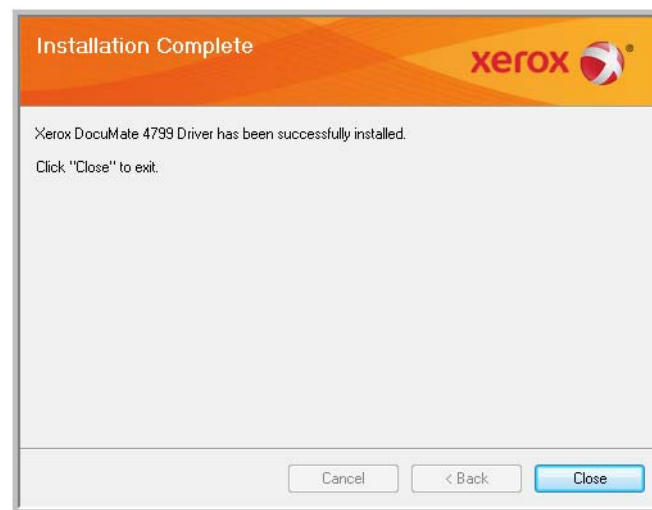 Installation Complete
xerox
Xerox DocuMate 4799 Driver has been successfully installed.
Click "Close" to exit.
Cancel
< Back
Close